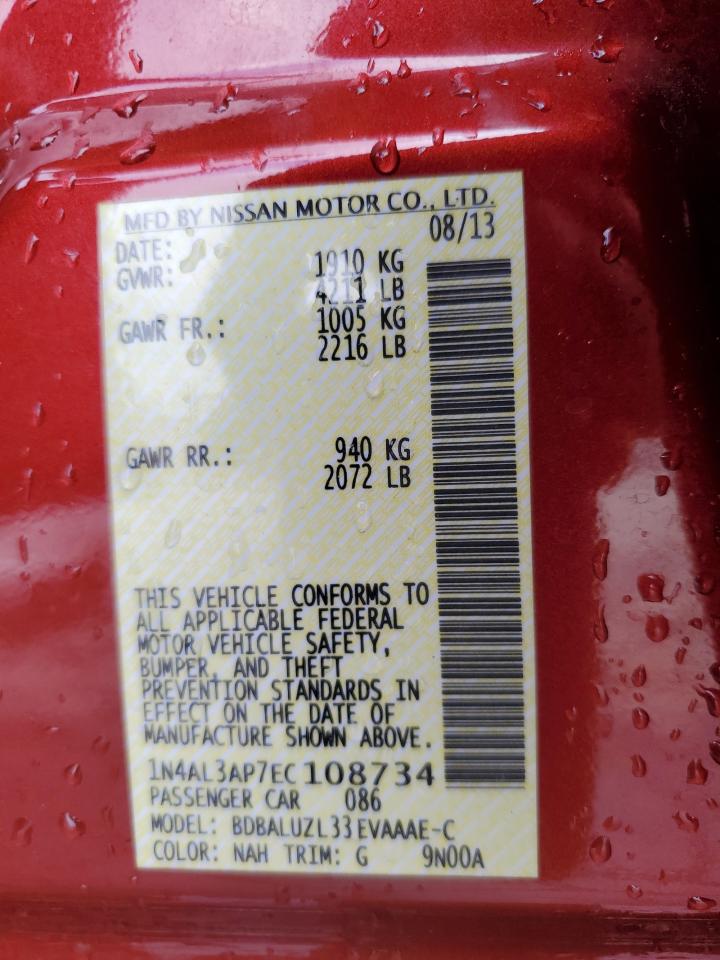 MFD BY NISSAN MOTOR CO., LTD.
DATE: 08/13
GVWR: 1910 KG
4211 LB
GAWR FR.: 1005 KG
2216 LB
GAWR RR.: 940 KG
2072 LB
THIS VEHICLE CONFORMS TO
ALL APPLICABLE FEDERAL
MOTOR VEHICLE SAFETY,
BUMPER, AND THEFT
PREVENTION STANDARDS IN
EFFECT ON THE DATE OF
MANUFACTURE SHOWN ABOVE.
1N4AL3AP7EC108734
PASSENGER CAR 086
MODEL: BDBALUZL33EVAAAE-C
COLOR: NAH TRIM: G 9N00A